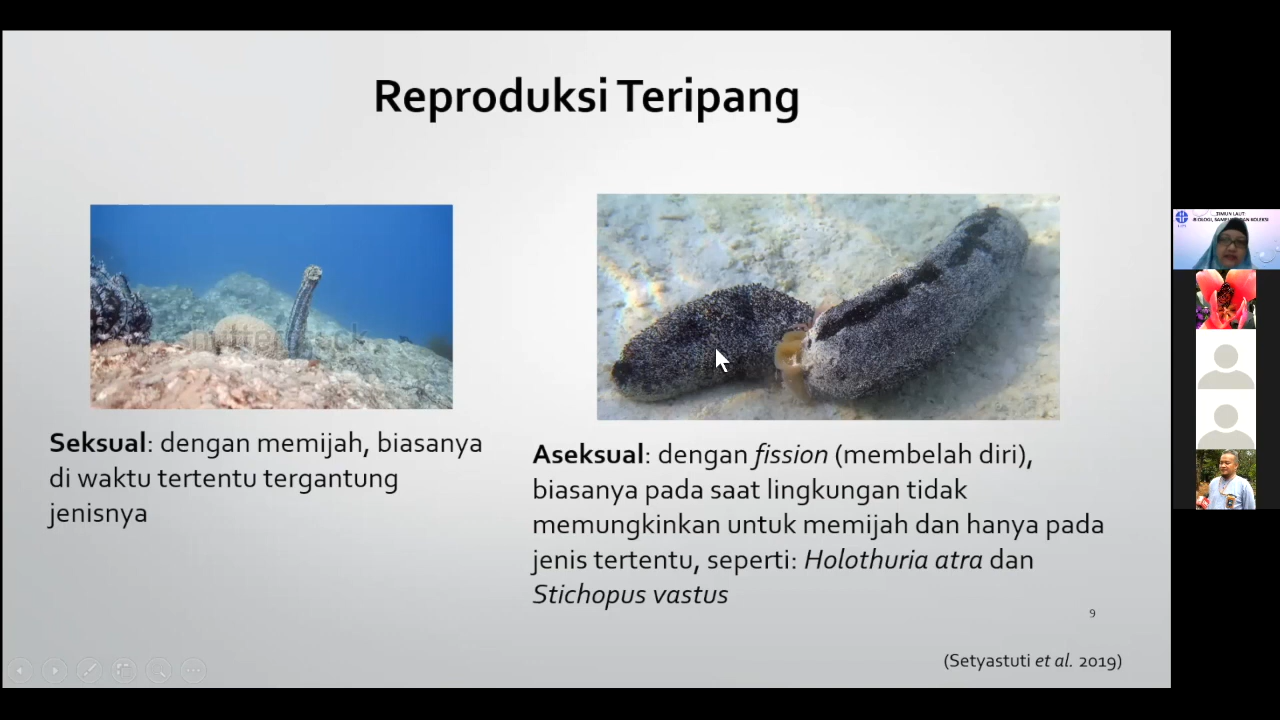 Reproduksi Teripang
Seksual: dengan memijah, biasanya
di waktu tertentu tergantung
jenisnya
Aseksual: dengan fission (membelah diri),
biasanya pada saat lingkungan tidak
memungkinkan untuk memijah dan hanya pada
jenis tertentu, seperti: Holothuria atra dan
Stichopus vastus
9
(Setyastuti et al. 2019)
TIMUN LAUT: